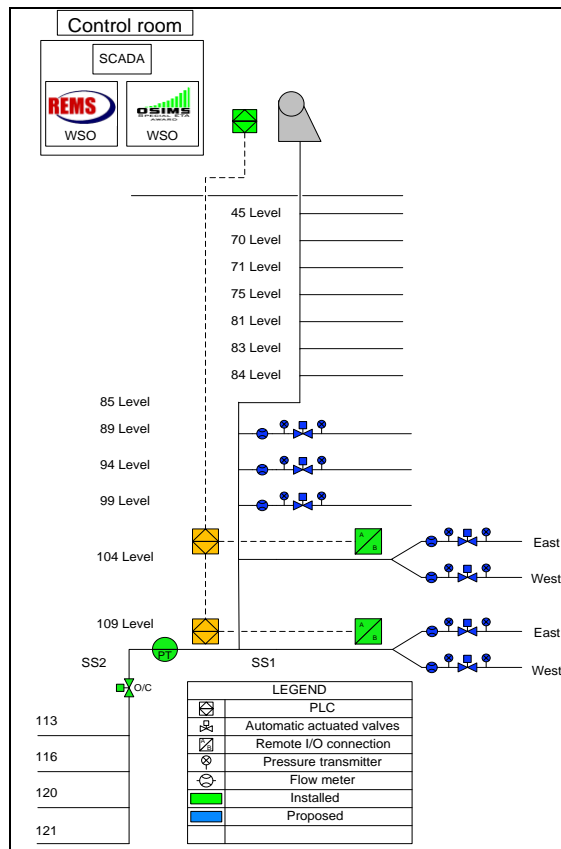 Control room
SCADA
REMS
WSO
OSIMS
SPECIAL ETA
AWARD
WSO
45 Level
70 Level
71 Level
75 Level
81 Level
83 Level
84 Level
85 Level
89 Level
94 Level
99 Level
A
B
East
104 Level
West
109 Level
A
B
East
PT
SS2
SS1
West
O/C
113
116
120
121
LEGEND
PLC
Automatic actuated valves
Remote I/O connection
Pressure transmitter
Flow meter
Installed
Proposed